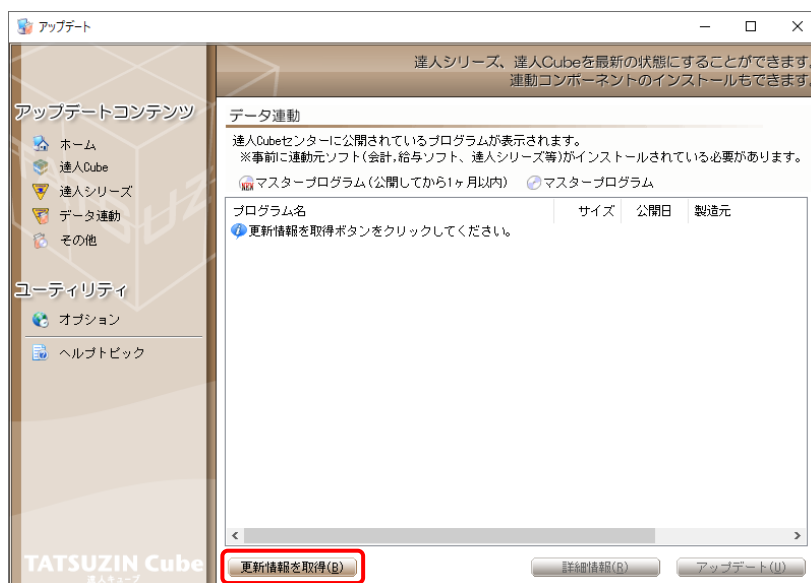 アップデート
達人シリーズ、達人Cubeを最新の状態にすることができます。
連動コンポーネントのインストールもできます。
アップデートコンテンツ
ホーム
達人Cube
達人シリーズ
データ連動
その他
ユーティリティ
オプション
ヘルプトピック
TATSUZIN Cube
達人キューブ
データ連動
達人Cubeセンターに公開されているプログラムが表示されます。
※事前に連動元ソフト(会計,給与ソフト、達人シリーズ等)がインストールされている必要があります。
マスタープログラム(公開してから1ヶ月以内) マスタープログラム
プログラム名 サイズ 公開日 製造元
更新情報を取得ボタンをクリックしてください。
更新情報を取得(B) 詳細情報(R) アップデート(U)